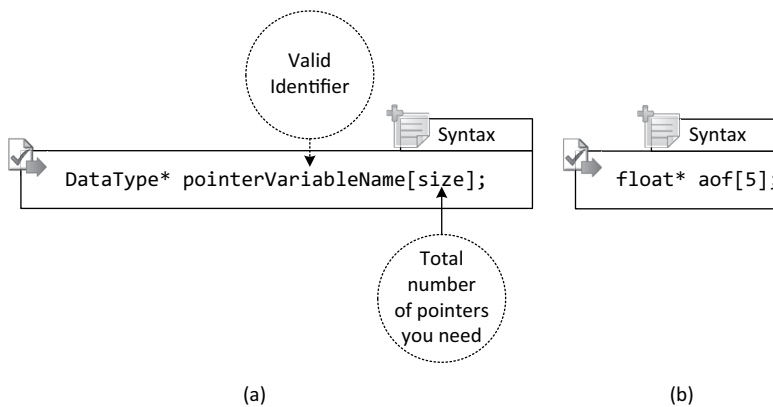 Valid
Identifier
Syntax
DataType* pointerVariableName[size];
Total
number
of pointers
you need
(a)
Syntax
float* aof[5];
(b)